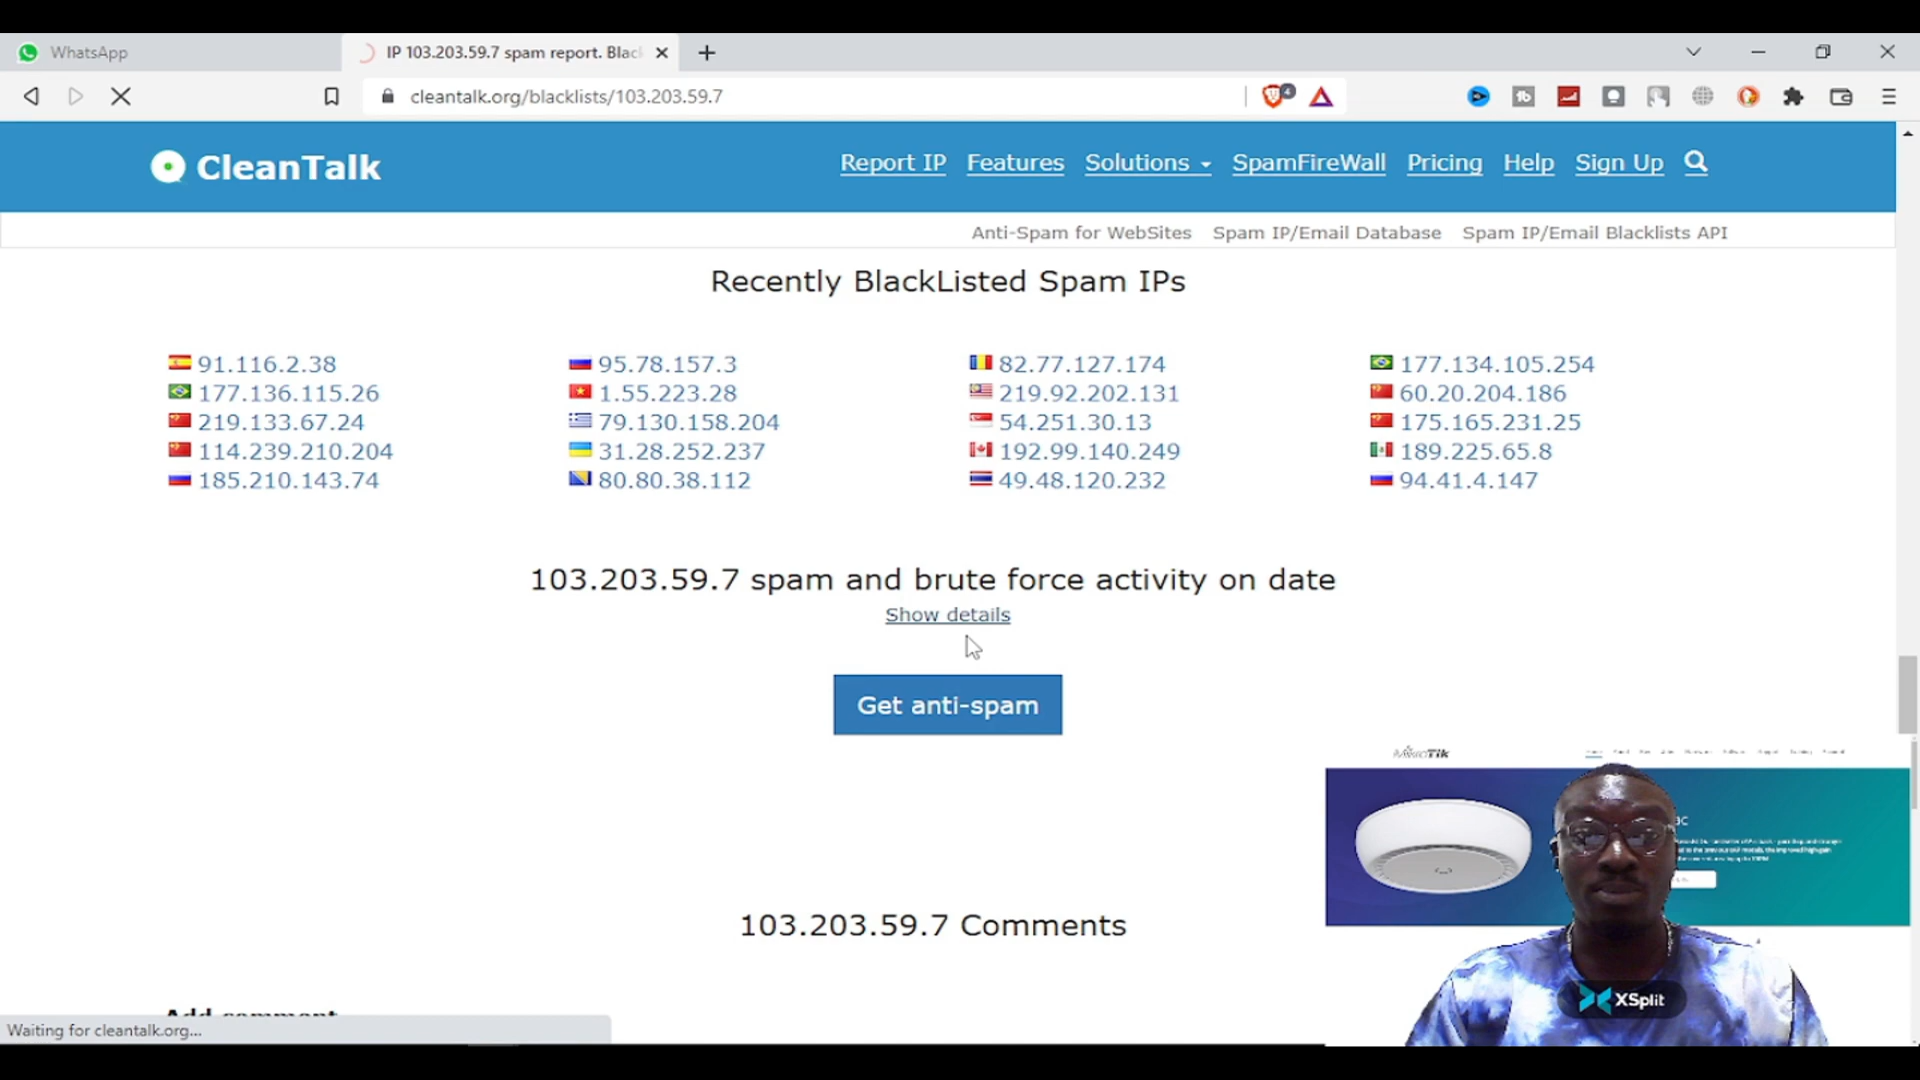 WhatsApp
IP 103.203.59.7 spam report. Blac
cleantalk.org/blacklists/103.203.59.7
4
CleanTalk
Report IP Features Solutions SpamFireWall Pricing Help Sign Up
Anti-Spam for WebSites Spam IP/Email Database Spam IP/Email Blacklists API
Recently BlackListed Spam IPs
91.116.2.38 95.78.157.3 82.77.127.174 177.134.105.254
177.136.115.26 1.55.223.28 219.92.202.131 60.20.204.186
219.133.67.24 79.130.158.204 54.251.30.13 175.165.231.25
114.239.210.204 31.28.252.237 192.99.140.249 189.225.65.8
185.210.143.74 80.80.38.112 49.48.120.232 94.41.4.147
103.203.59.7 spam and brute force activity on date
Show details
Get anti-spam
MikroTik
103.203.59.7 Comments
XSplit
Add comment
Waiting for cleantalk.org...